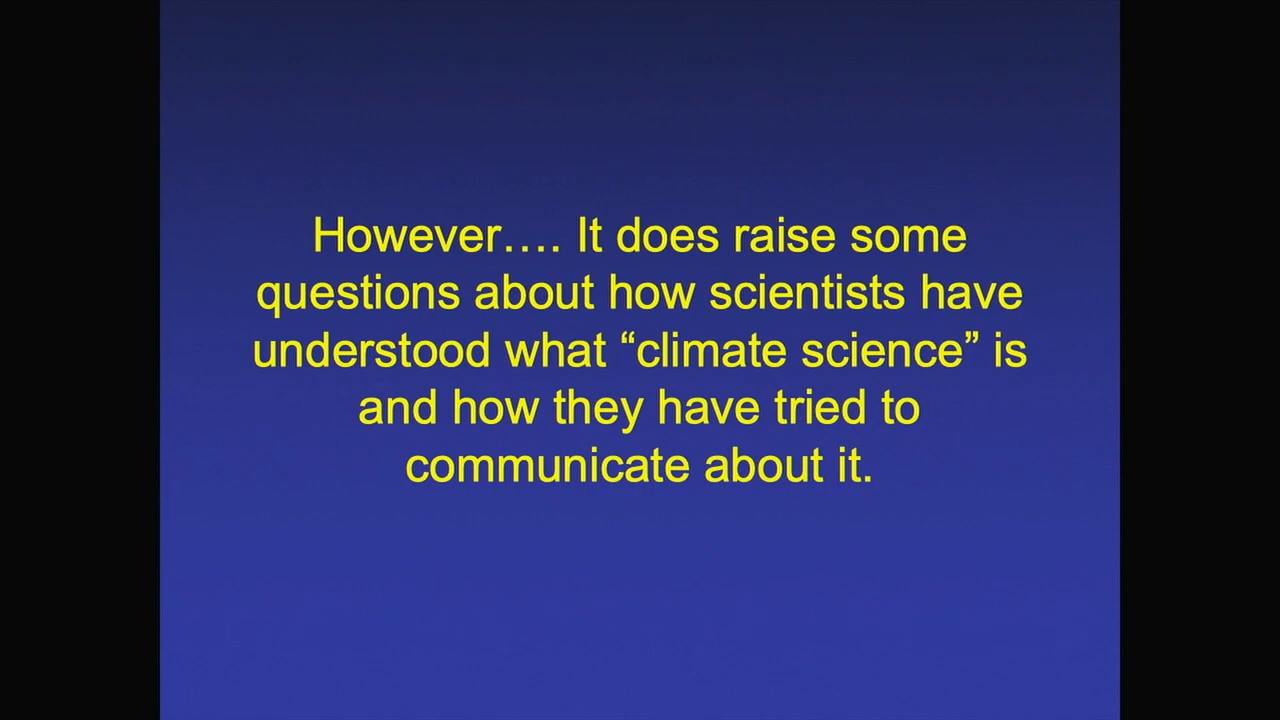 However…. It does raise some
questions about how scientists have
understood what “climate science” is
and how they have tried to
communicate about it.